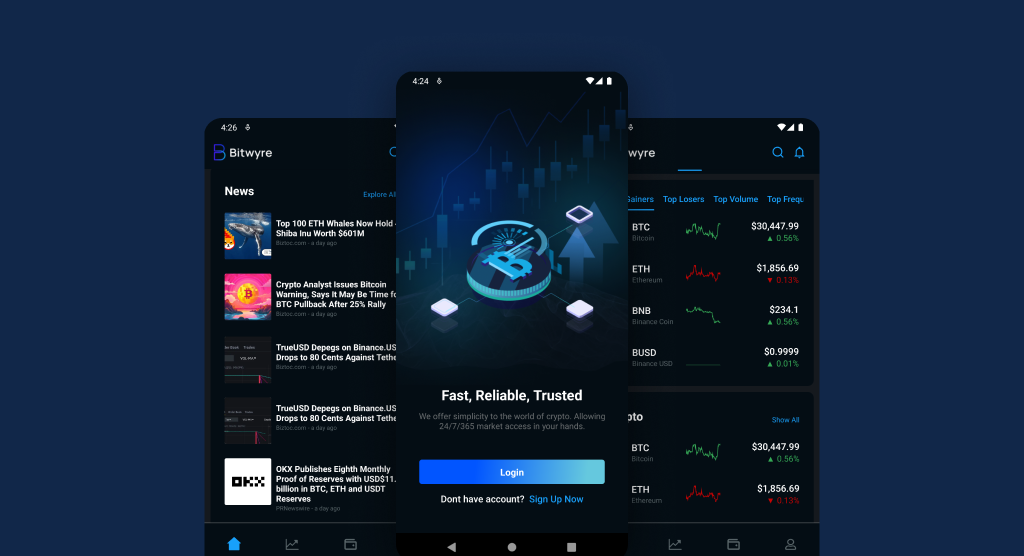 4:26
Bitwyre
News
Explore All
Top 100 ETH Whales Now Hold
Shiba Inu Worth $601M
Biztoc.com - a day ago
Crypto Analyst Issues Bitcoin
Warning, Says It May Be Time fo
BTC Pullback After 25% Rally
Biztoc.com - a day ago
TrueUSD Depegs on Binance.US
Drops to 80 Cents Against Tethe
Biztoc.com - a day ago
TrueUSD Depegs on Binance.US
Drops to 80 Cents Against Tethe
Biztoc.com - a day ago
OKX
OKX Publishes Eighth Monthly
Proof of Reserves with USD$11.
billion in BTC, ETH and USDT
Reserves
PRNewswire - a day ago
4:24
Fast, Reliable, Trusted
We offer simplicity to the world of crypto. Allowing
24/7/365 market access in your hands.
Login
Dont have account? Sign Up Now
wyre
Gainers Top Losers Top Volume Top Frequ
BTC $30,447.99
Bitcoin ▲ 0.56%
ETH $1,856.69
Ethereum ▼ 0.13%
BNB $234.1
Binance Coin ▲ 0.56%
BUSD $0.9999
Binance USD ▲ 0.01%
pto Show All
BTC $30,447.99
Bitcoin ▲ 0.56%
ETH $1,856.69
Ethereum ▼ 0.13%